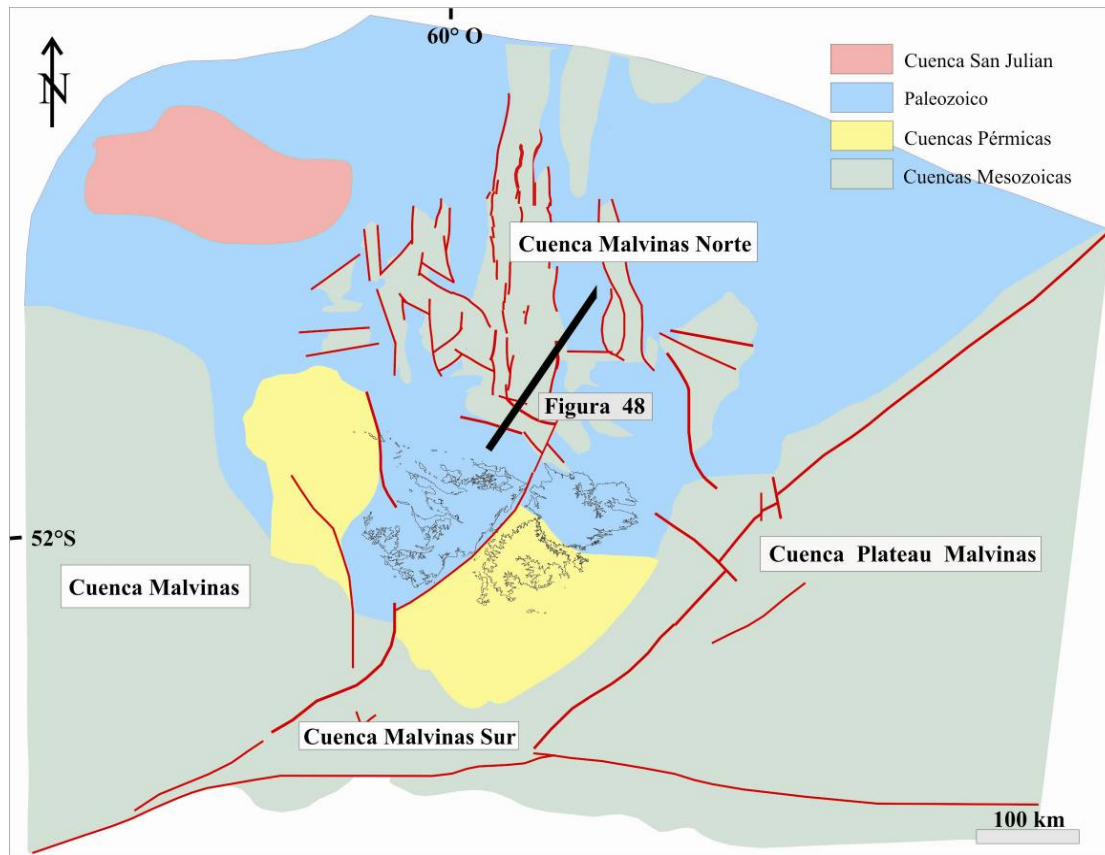 60° O
N
Cuenca San Julian
Paleozoico
Cuencas Pérmicas
Cuencas Mesozoicas
Cuenca Malvinas Norte
Figura 48
52°S
Cuenca Plateau Malvinas
Cuenca Malvinas
Cuenca Malvinas Sur
100 km